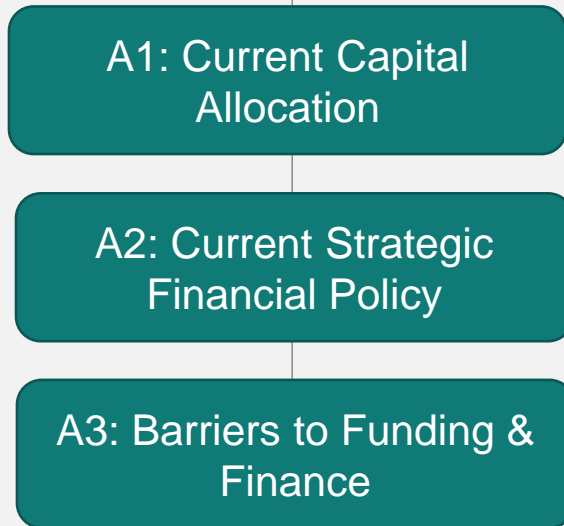 A1: Current Capital
Allocation
A2: Current Strategic
Financial Policy
A3: Barriers to Funding &
Finance